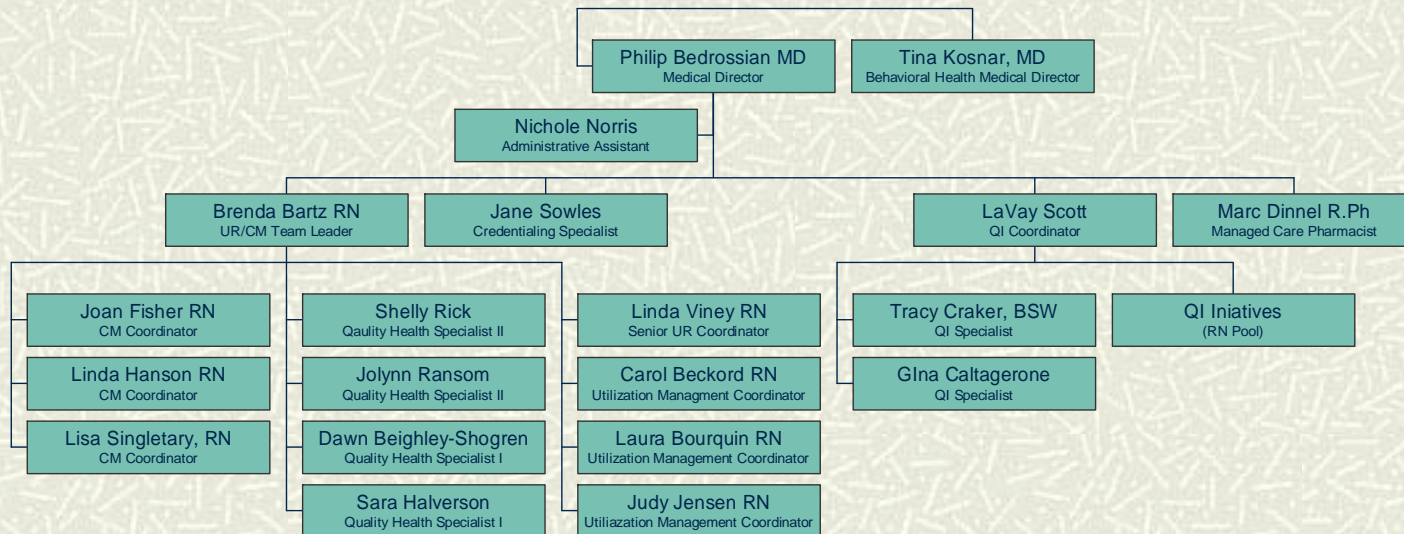 Philip Bedrossian MD
Medical Director
Tina Kosnar, MD
Behavioral Health Medical Director
Nichole Norris
Administrative Assistant
Brenda Bartz RN
UR/CM Team Leader
Jane Sowles
Credentialing Specialist
LaVay Scott
QI Coordinator
Marc Dinnel R.Ph
Managed Care Pharmacist
Joan Fisher RN
CM Coordinator
Linda Hanson RN
CM Coordinator
Lisa Singletary, RN
CM Coordinator
Shelly Rick
Qaulity Health Specialist II
Jolynn Ransom
Quality Health Specialist II
Dawn Beighley-Shogren
Quality Health Specialist I
Sara Halverson
Quality Health Specialist I
Linda Viney RN
Senior UR Coordinator
Carol Beckord RN
Utilization Managment Coordinator
Laura Bourquin RN
Utilization Management Coordinator
Judy Jensen RN
Utiliazation Management Coordinator
Tracy Craker, BSW
QI Specialist
GIna Caltagerone
QI Specialist
QI Iniatives
(RN Pool)